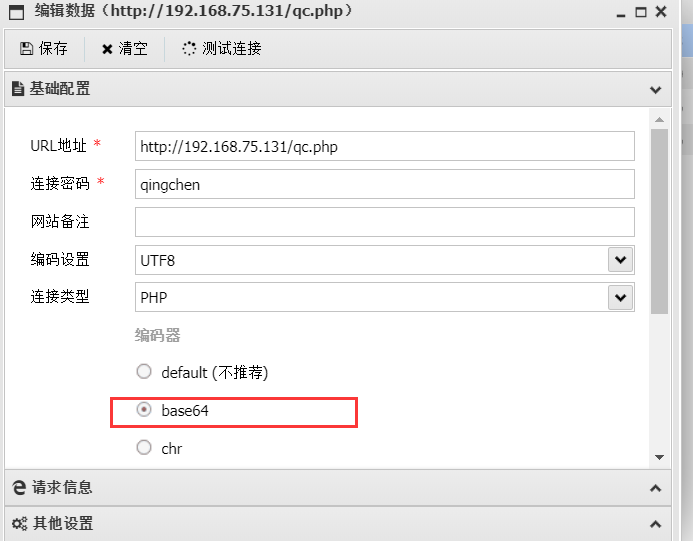 编辑数据（http://192.168.75.131/qc.php）
保存 清空 测试连接
基础配置
URL地址 * http://192.168.75.131/qc.php
连接密码 * qingchen
网站备注
编码设置 UTF8
连接类型 PHP
编码器
default (不推荐)
base64
chr
请求信息
其他设置